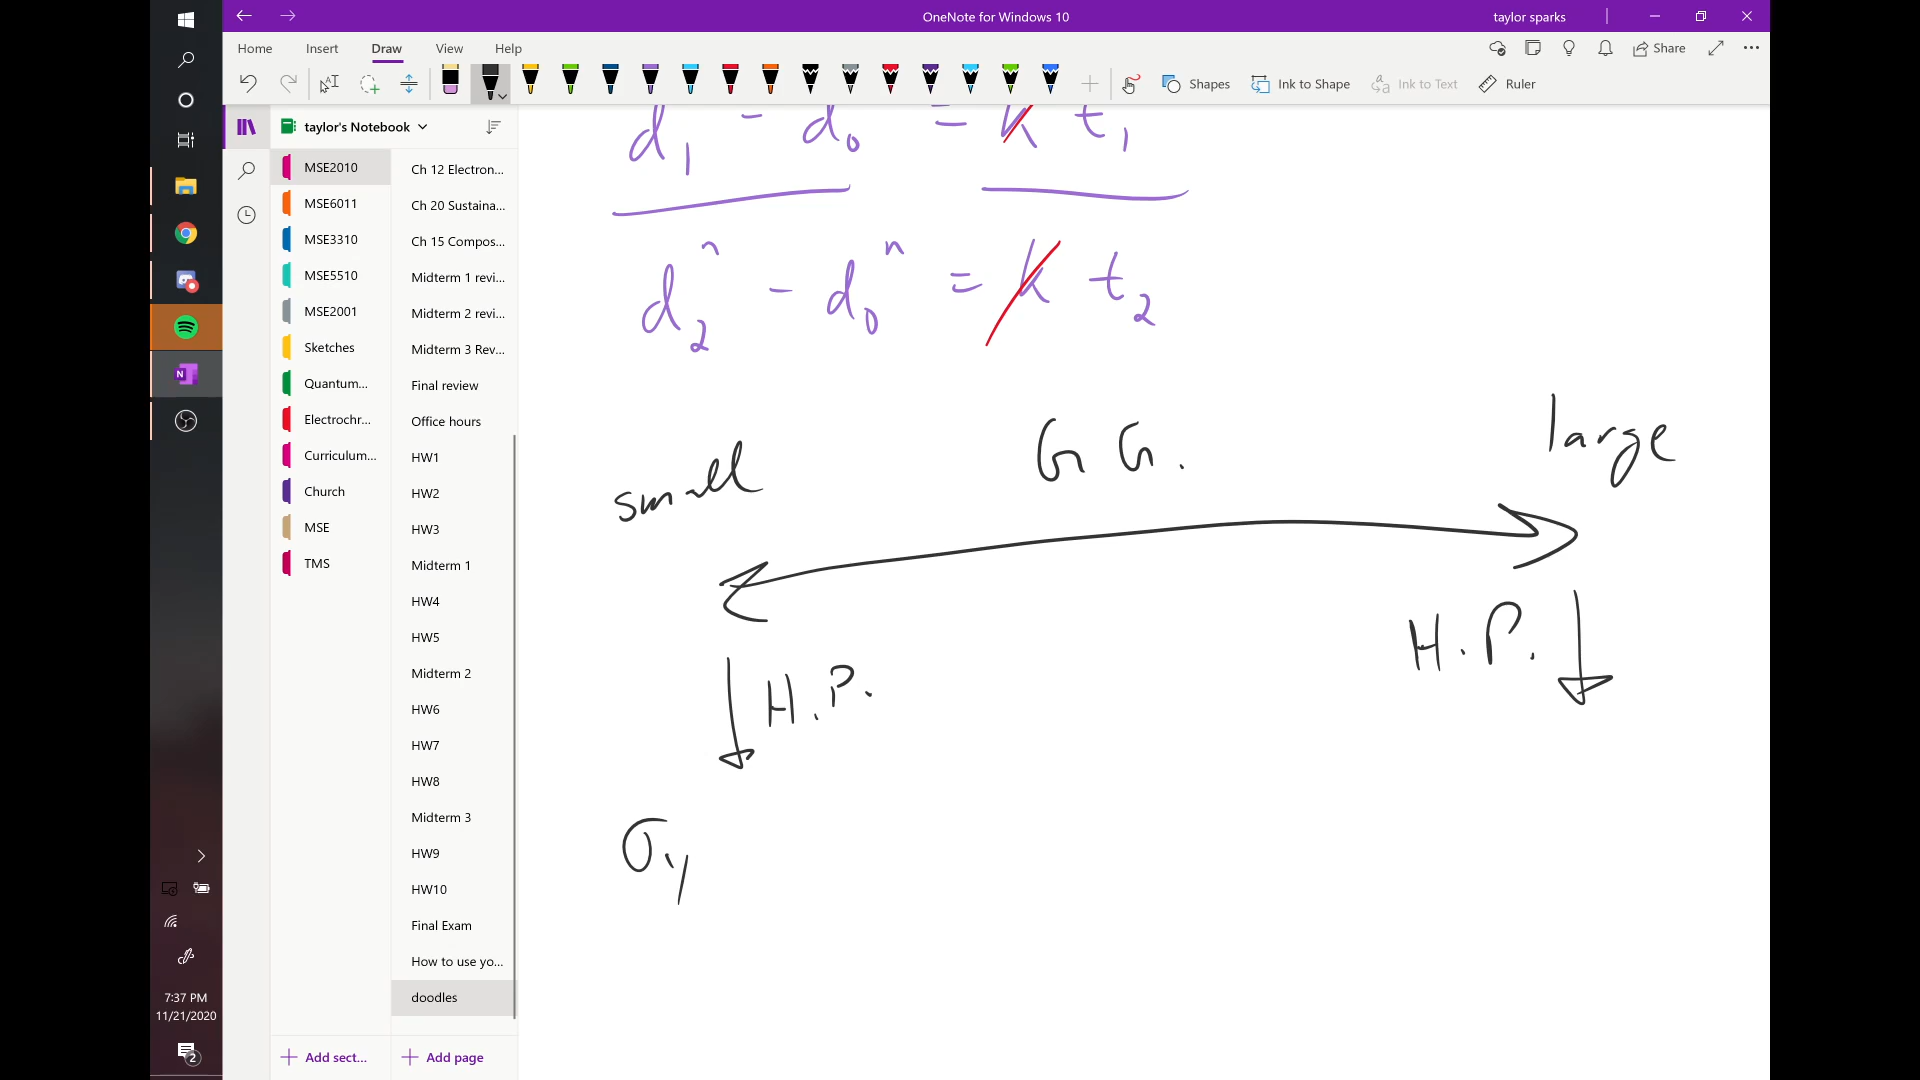 OneNote for Windows 10
taylor sparks
Home Insert Draw View Help
Share
Shapes Ink to Shape Ink to Text Ruler
taylor's Notebook
MSE2010
MSE6011
MSE3310
MSE5510
MSE2001
Sketches
Quantum...
Electrochr...
Curriculum...
Church
MSE
TMS
Add sect...
Ch 12 Electron...
Ch 20 Sustaina...
Ch 15 Compos...
Midterm 1 revi...
Midterm 2 revi...
Midterm 3 Rev...
Final review
Office hours
HW1
HW2
HW3
Midterm 1
HW4
HW5
Midterm 2
HW6
HW7
HW8
Midterm 3
HW9
HW10
Final Exam
How to use yo...
doodles
Add page
d₁ - d₀ = k t₁
d₂ⁿ - d₀ⁿ = k t₂
small G G. large
H.P. H.P.
σy
7:37 PM
11/21/2020
2